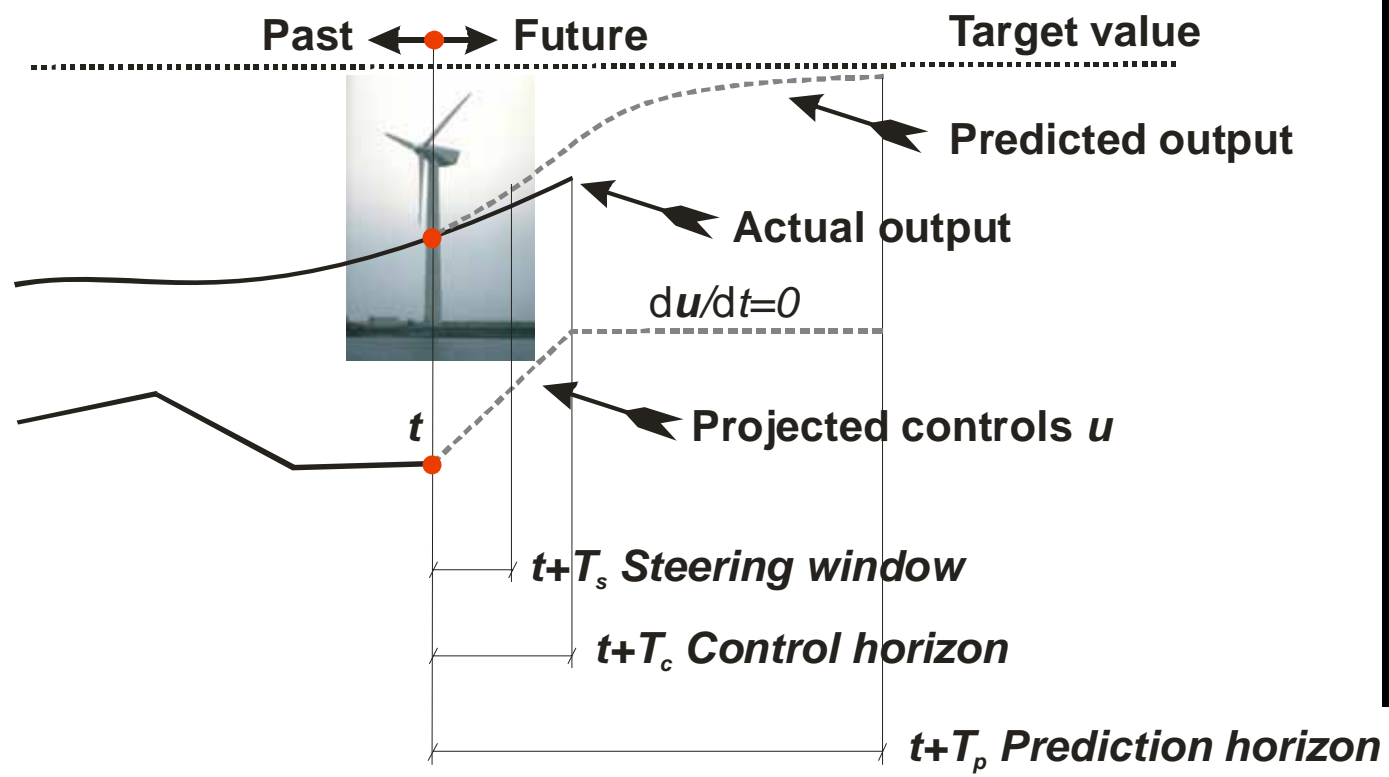 Past Future Target value
Predicted output
Actual output
du/dt=0
t
Projected controls u
t+Ts Steering window
t+Tc Control horizon
t+Tp Prediction horizon